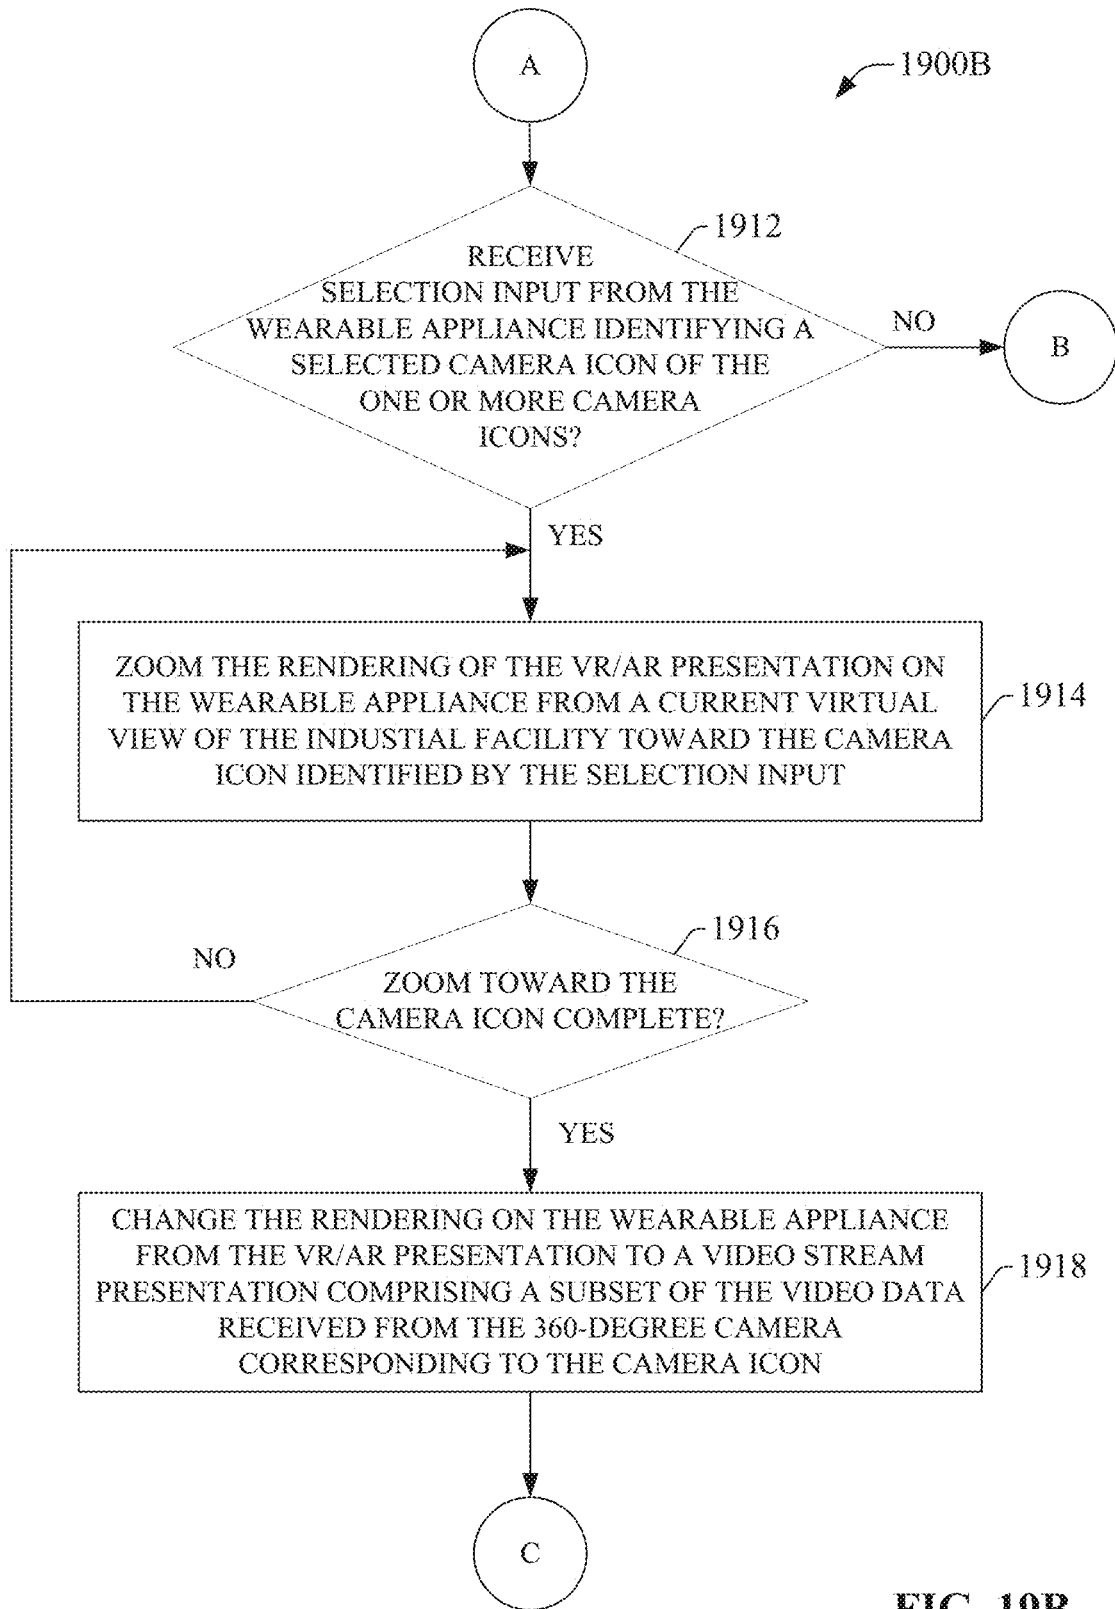 A
1900B
1912
RECEIVE
SELECTION INPUT FROM THE
WEARABLE APPLIANCE IDENTIFYING A
SELECTED CAMERA ICON OF THE
ONE OR MORE CAMERA
ICONS?
NO
B
YES
ZOOM THE RENDERING OF THE VR/AR PRESENTATION ON
THE WEARABLE APPLIANCE FROM A CURRENT VIRTUAL
VIEW OF THE INDUSTIAL FACILITY TOWARD THE CAMERA
ICON IDENTIFIED BY THE SELECTION INPUT
1914
1916
NO
ZOOM TOWARD THE
CAMERA ICON COMPLETE?
YES
CHANGE THE RENDERING ON THE WEARABLE APPLIANCE
FROM THE VR/AR PRESENTATION TO A VIDEO STREAM
PRESENTATION COMPRISING A SUBSET OF THE VIDEO DATA
RECEIVED FROM THE 360-DEGREE CAMERA
CORRESPONDING TO THE CAMERA ICON
1918
C
FIG. 19B